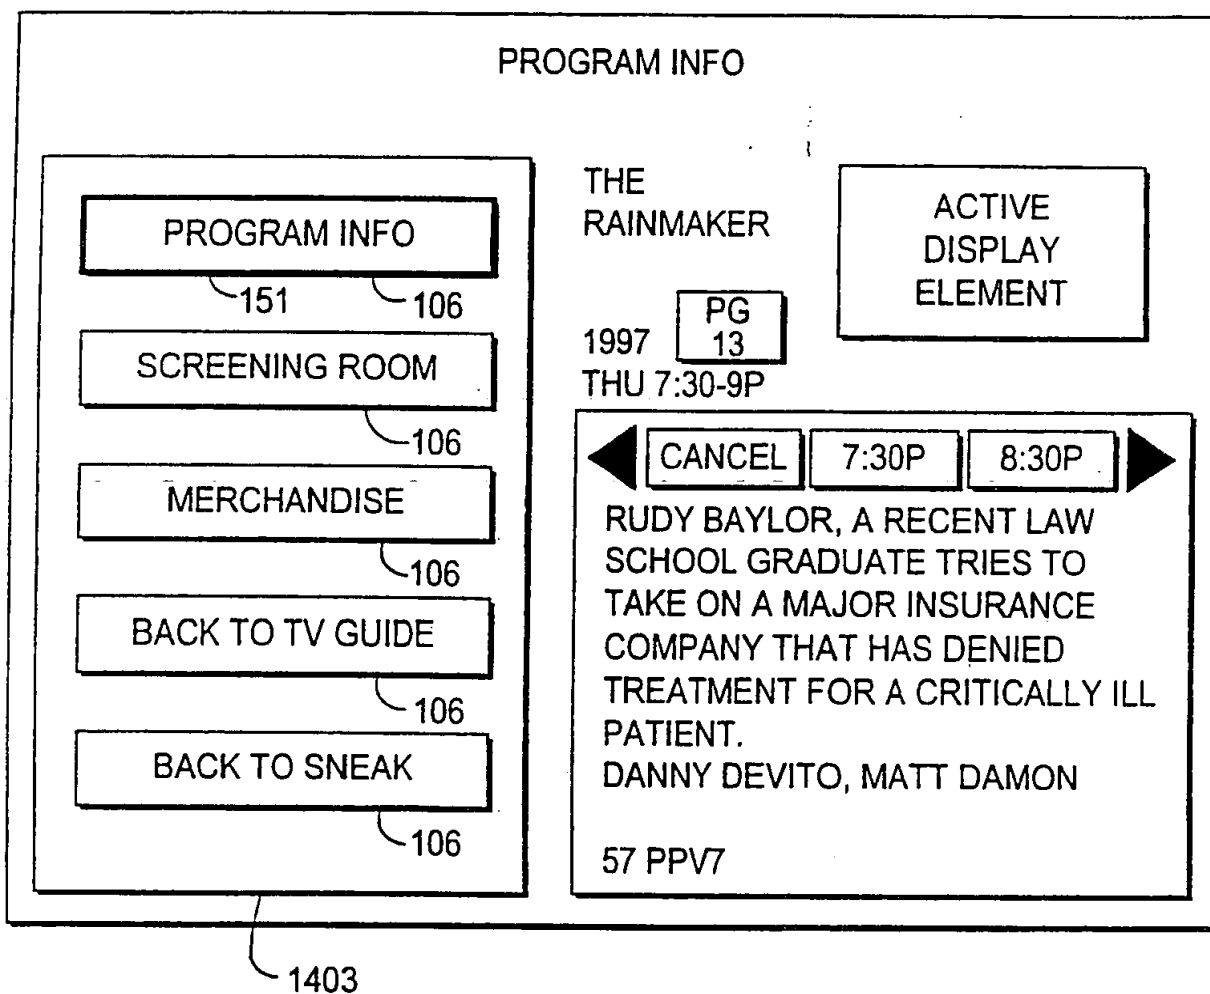 PROGRAM INFO
PROGRAM INFO
151
106
SCREENING ROOM
106
MERCHANDISE
106
BACK TO TV GUIDE
106
BACK TO SNEAK
106
1403
THE
RAINMAKER
ACTIVE
DISPLAY
ELEMENT
PG
1997 13
THU 7:30-9P
CANCEL 7:30P 8:30P
RUDY BAYLOR, A RECENT LAW
SCHOOL GRADUATE TRIES TO
TAKE ON A MAJOR INSURANCE
COMPANY THAT HAS DENIED
TREATMENT FOR A CRITICALLY ILL
PATIENT.
DANNY DEVITO, MATT DAMON
57 PPV7